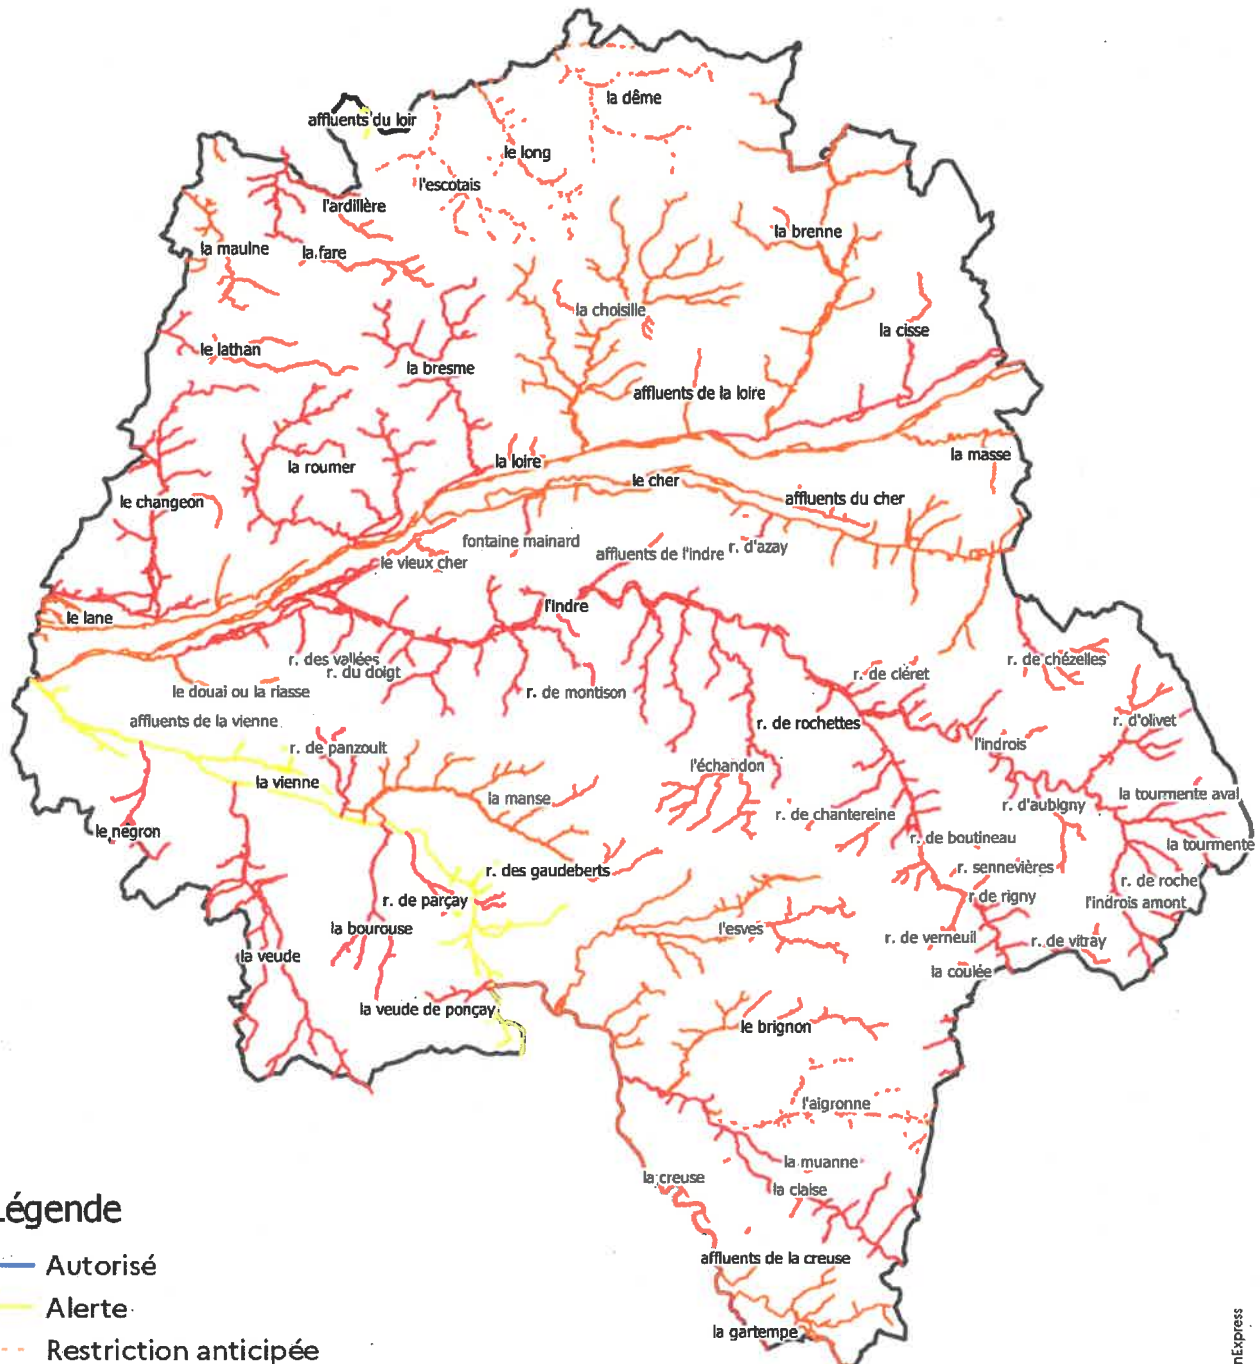 la dême
affluents du loir
le long
l'escotais
l'ardillère
la brenne
la maulne
la fare
la choisille
la cisse
le lathan
la bresme
affluents de la loire
la masse
la loire
la roumer
le cher
affluents du cher
le changeon
fontaine mainard
affluents de l'indre
r. d'azay
le vieux cher
l'indre
le lane
r. des vallées
r. du doigt
r. de chézelles
r. de cléret
le douai ou la riasse
r. de montison
affluents de la vienne
r. de rochettes
r. d'olivet
l'indrois
r. de panzoult
l'échandon
la vienne
la manse
la tourmente aval
r. d'aubigny
r. de chantereine
le négron
r. de boutineau
la tourmente
r. des gaudeberts
r. sennevières
r. de roche
r. de parçay
r de rigny
l'indrois amont
la bourouse
l'esves
r. de verneuil
r. de vitray
la veude
la coulée
la veude de ponçay
le brignon
l'aigronne
la muanne
la creuse
la claise
affluents de la creuse
la gartempe
Légende
Autorisé
Alerte
Restriction anticipée
nExpress